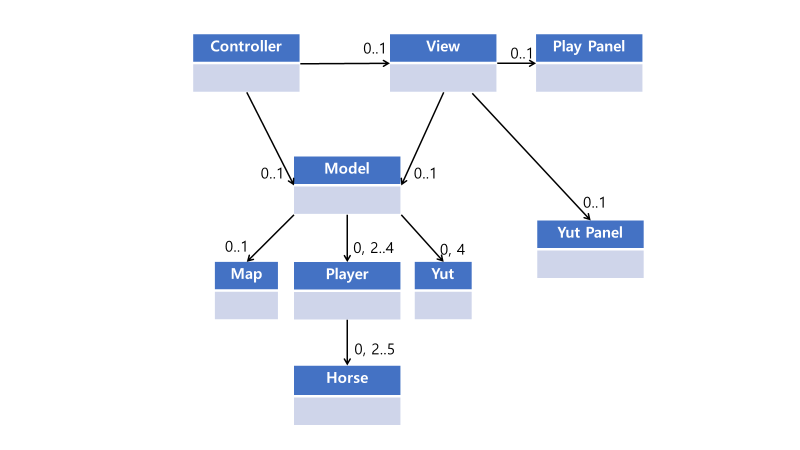 Controller
0..1
View
0..1
Play Panel
0..1
Model
0..1
0..1
Yut Panel
0..1
0, 2..4
0, 4
Map
Player
Yut
0, 2..5
Horse